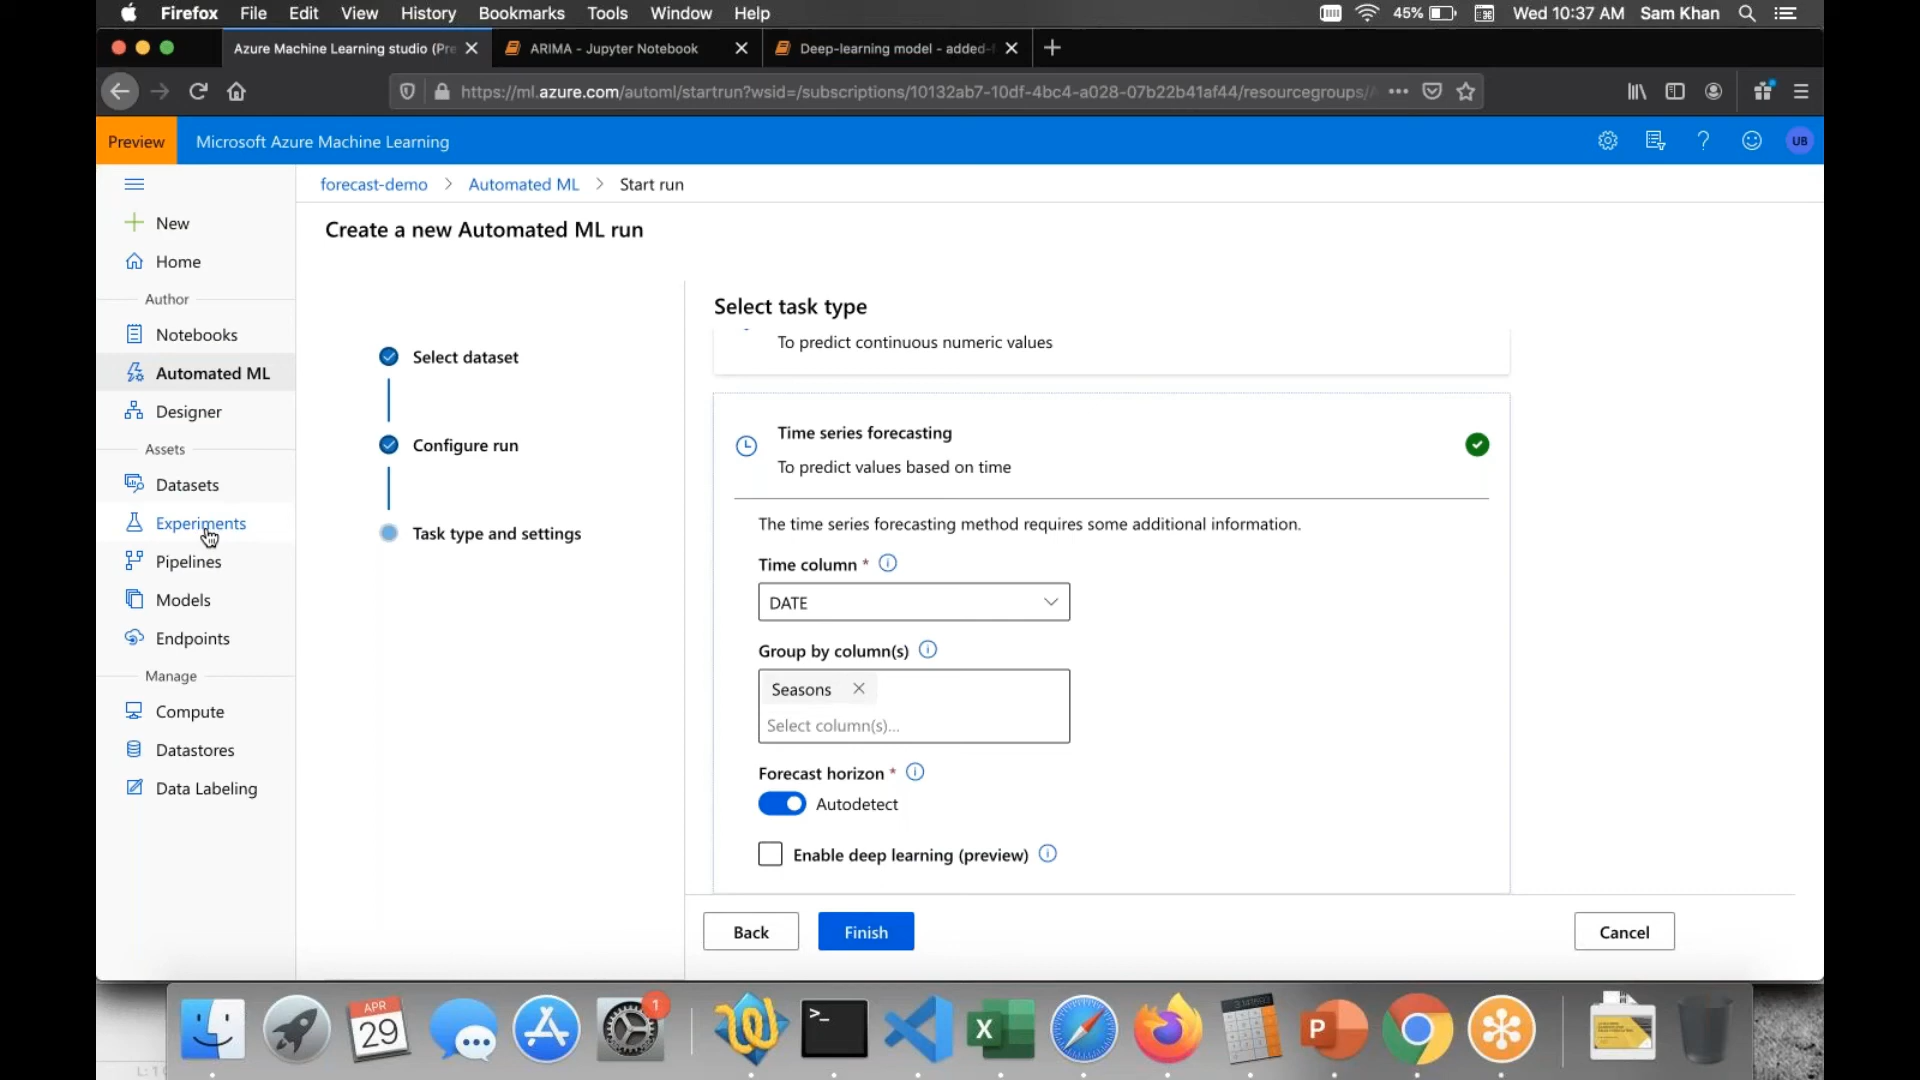 Firefox File Edit View History Bookmarks Tools Window Help 45% Wed 10:37 AM Sam Khan
Azure Machine Learning studio (Pre ARIMA - Jupyter Notebook Deep-learning model - added-
https://ml.azure.com/automl/startrun?wsid=/subscriptions/10132ab7-10df-4bc4-a028-07b22b41af44/resourcegroups/
Preview Microsoft Azure Machine Learning UB
forecast-demo > Automated ML > Start run
New
Home
Author
Notebooks
Automated ML
Designer
Assets
Datasets
Experiments
Pipelines
Models
Endpoints
Manage
Compute
Datastores
Data Labeling
Create a new Automated ML run
Select dataset
Configure run
Task type and settings
Select task type
To predict continuous numeric values
Time series forecasting
To predict values based on time
The time series forecasting method requires some additional information.
Time column *
DATE
Group by column(s)
Seasons
Select column(s)...
Forecast horizon *
Autodetect
Enable deep learning (preview)
Back Finish Cancel
APR
29
1
>_
X
3.141593
P